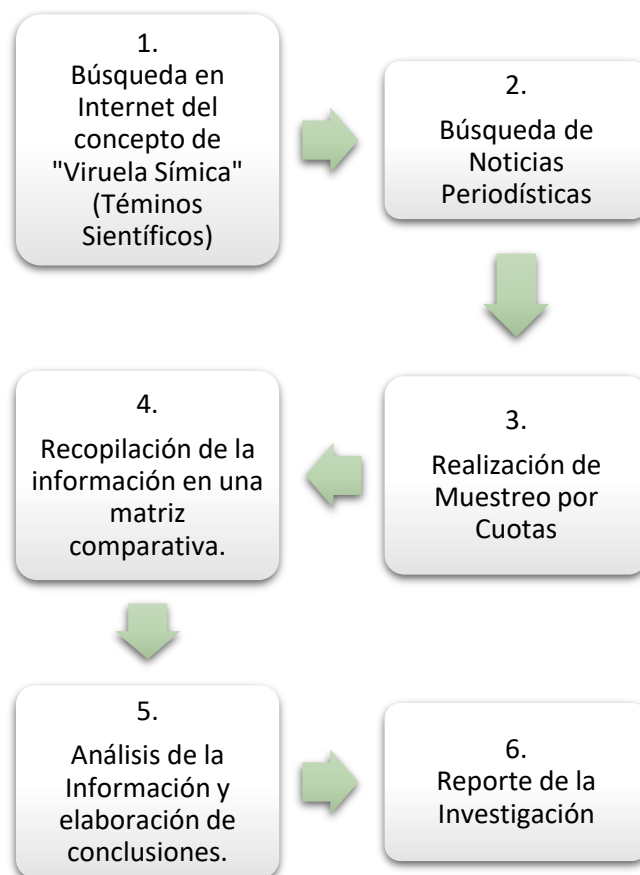 1.
Búsqueda en
Internet del
concepto de
"Viruela Símica"
(Téminos
Sientíficos)
2.
Búsqueda de
Noticias
Periodísticas
3.
Realización de
Muestreo por
Cuotas
4.
Recopilación de la
información en una
matriz
comparativa.
5.
Análisis de la
Información y
elaboración de
conclusiones.
6.
Reporte de la
Investigación